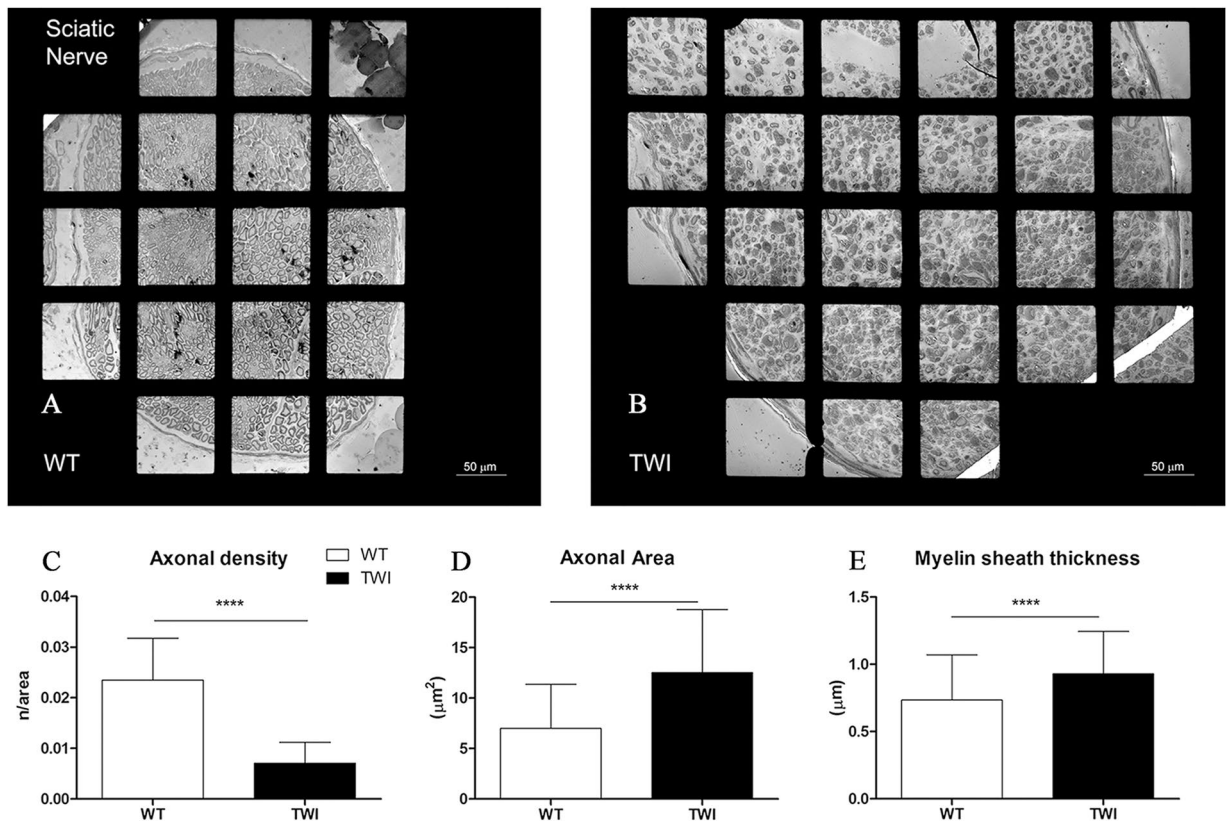 Sciatic
Nerve
A
WT
50 µm
B
TWI
50 µm
C
Axonal density
WT
TWI
n/area
0.04
0.03
0.02
0.01
0.00
****
WT
TWI
D
Axonal Area
(µm²)
20
15
10
5
0
****
WT
TWI
E
Myelin sheath thickness
(µm)
1.5
1.0
0.5
0.0
****
WT
TWI